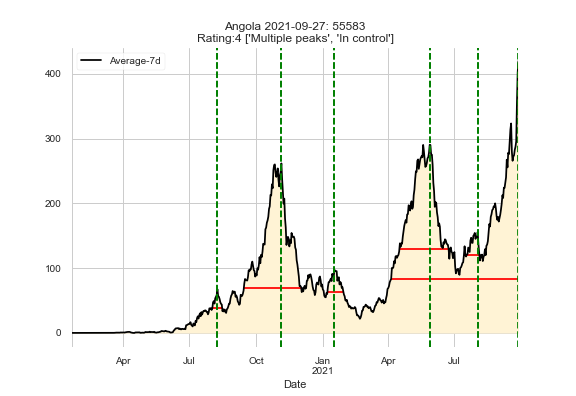 Angola 2021-09-27: 55583
Rating:4 ['Multiple peaks', 'In control']
Average-7d
400
300
200
100
0
Apr
Jul
Oct
Jan
2021
Apr
Jul
Date